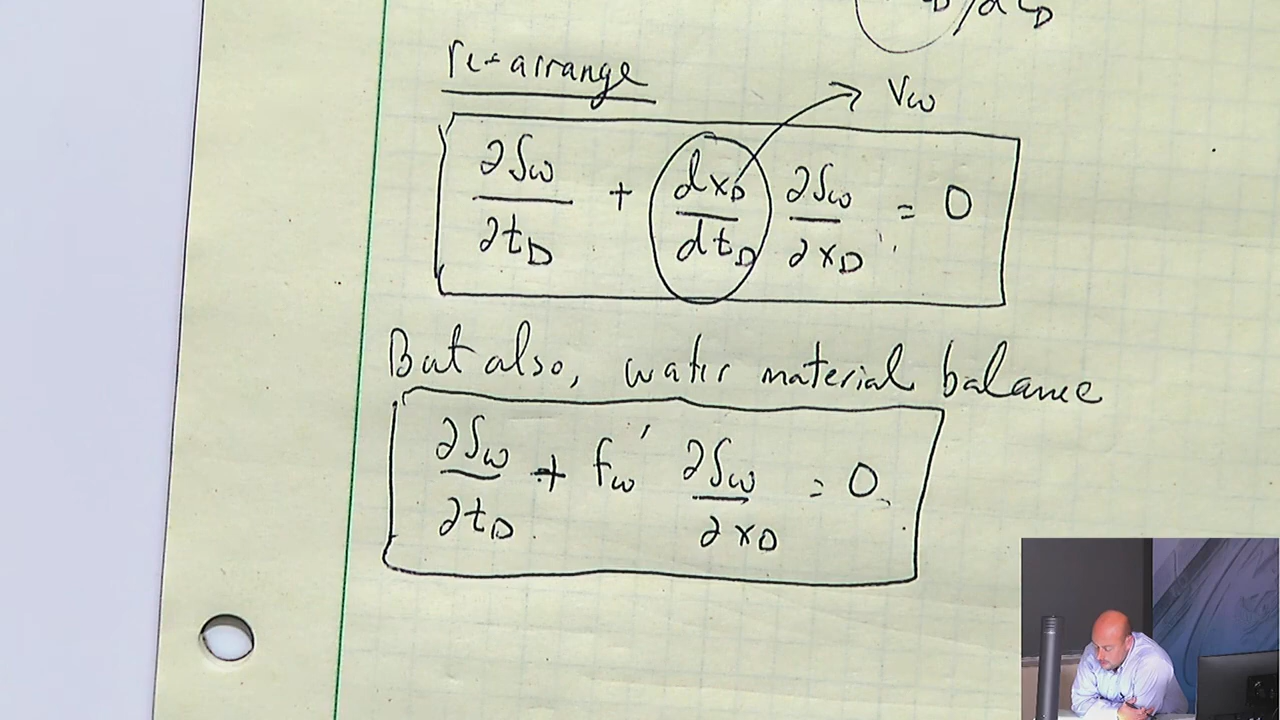 re-arrange
Vw
∂Sw/∂tD + dxD/dtD ∂Sw/∂xD = 0
But also, water material balance
∂Sw/∂tD + fw′ ∂Sw/∂xD = 0